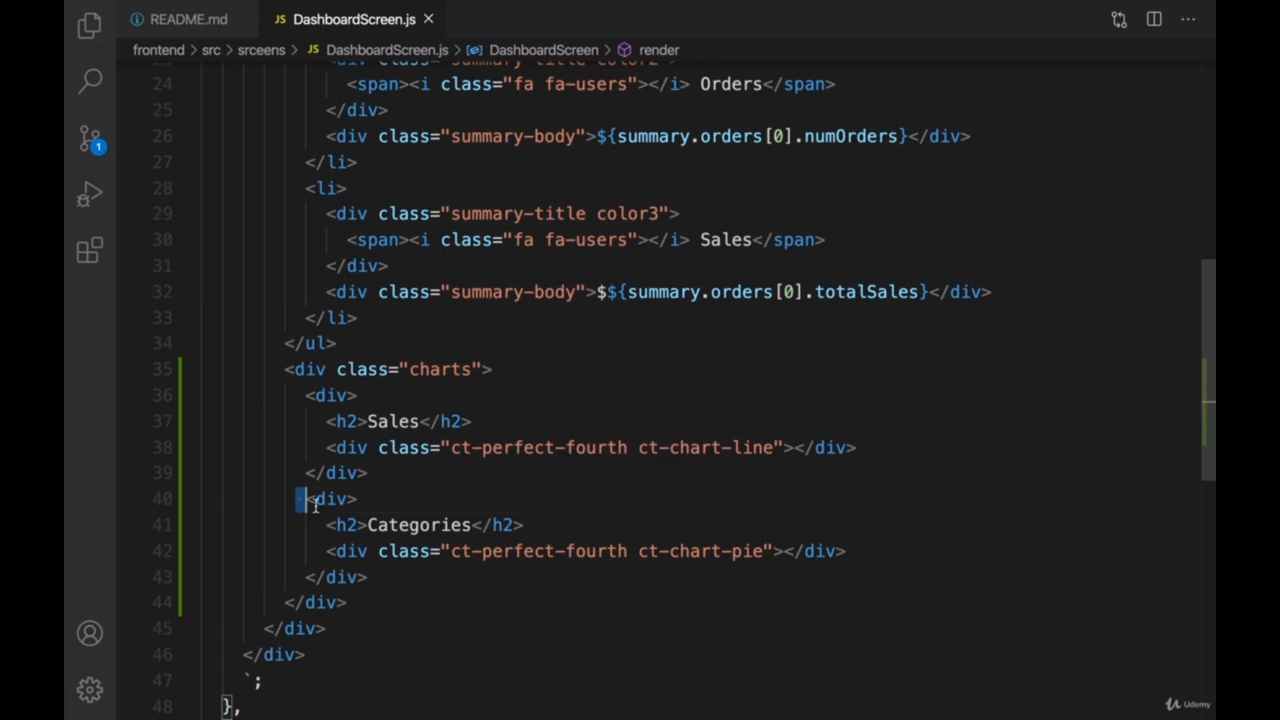 README.md
JS DashboardScreen.js
frontend > src > srceens > JS DashboardScreen.js > DashboardScreen > render
24 <span><i class="fa fa-users"></i> Orders</span>
25 </div>
26 <div class="summary-body">${summary.orders[0].numOrders}</div>
27 </li>
28 <li>
29 <div class="summary-title color3">
30 <span><i class="fa fa-users"></i> Sales</span>
31 </div>
32 <div class="summary-body">$${summary.orders[0].totalSales}</div>
33 </li>
34 </ul>
35 <div class="charts">
36 <div>
37 <h2>Sales</h2>
38 <div class="ct-perfect-fourth ct-chart-line"></div>
39 </div>
40 <div>
41 <h2>Categories</h2>
42 <div class="ct-perfect-fourth ct-chart-pie"></div>
43 </div>
44 </div>
45 </div>
46 </div>
47 `;
48 },
1
Udemy